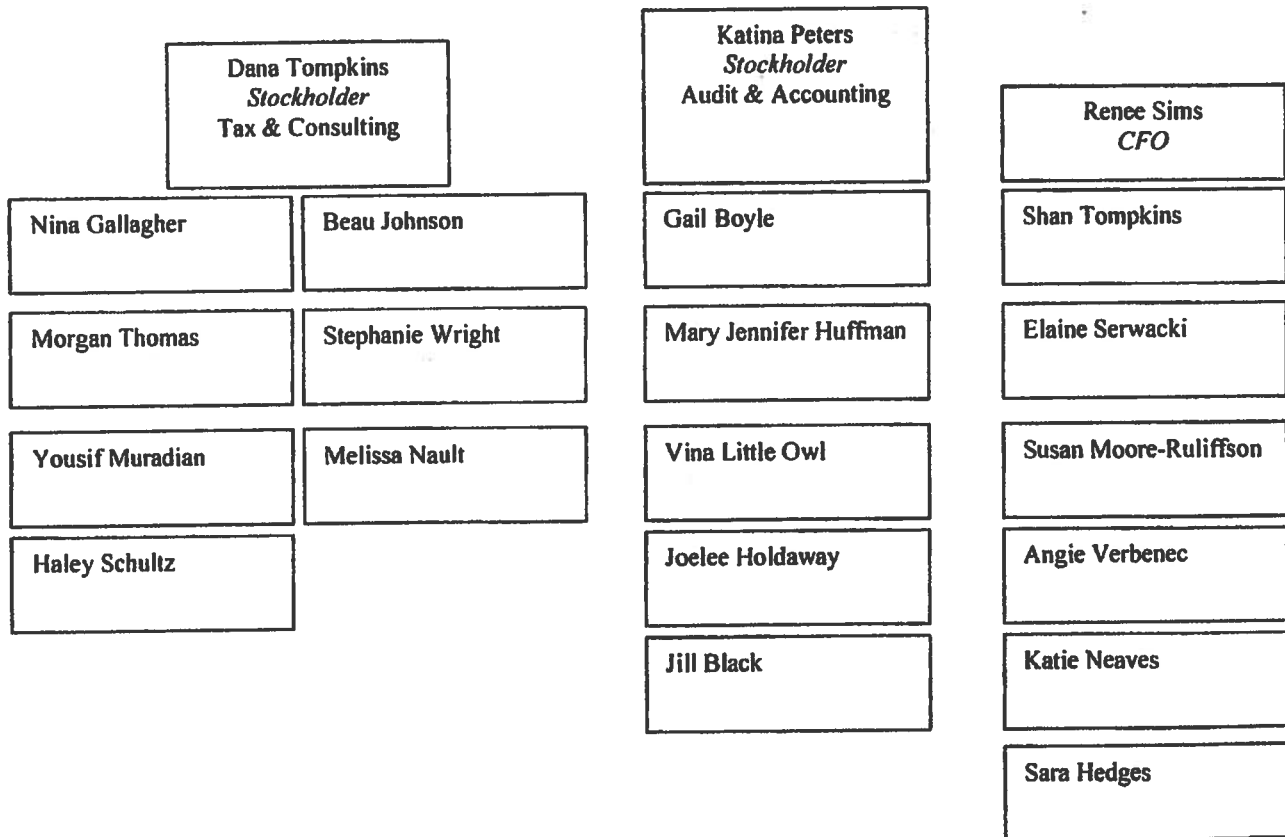 Dana Tompkins
Stockholder
Tax & Consulting
Nina Gallagher
Beau Johnson
Morgan Thomas
Stephanie Wright
Yousif Muradian
Melissa Nault
Haley Schultz
Katina Peters
Stockholder
Audit & Accounting
Gail Boyle
Mary Jennifer Huffman
Vina Little Owl
Joelee Holdaway
Jill Black
Renee Sims
CFO
Shan Tompkins
Elaine Serwacki
Susan Moore-Ruliffson
Angie Verbenec
Katie Neaves
Sara Hedges